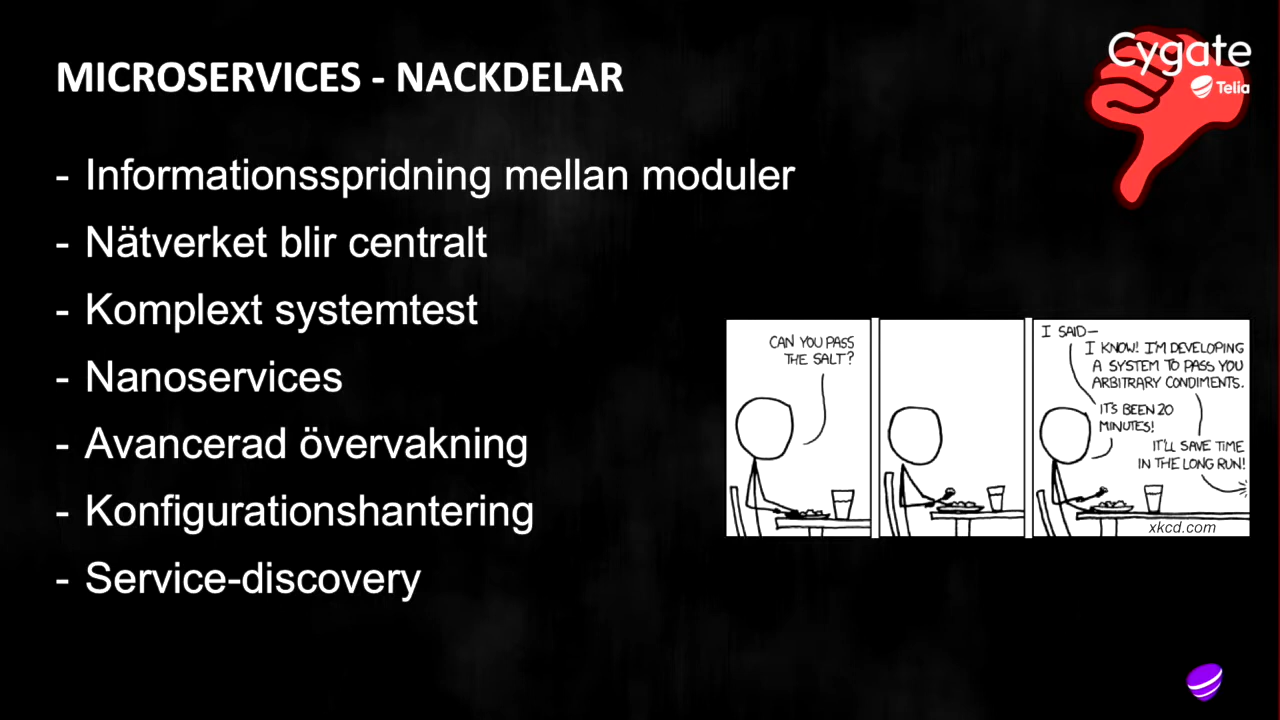 MICROSERVICES - NACKDELAR
Cygate
Telia
- Informationsspridning mellan moduler
- Nätverket blir centralt
- Komplext systemtest
- Nanoservices
- Avancerad övervakning
- Konfigurationshantering
- Service-discovery
CAN YOU PASS
THE SALT?
I SAID—
I KNOW! I'M DEVELOPING
A SYSTEM TO PASS YOU
ARBITRARY CONDIMENTS.
IT'S BEEN 20
MINUTES!
IT'LL SAVE TIME
IN THE LONG RUN!
xkcd.com